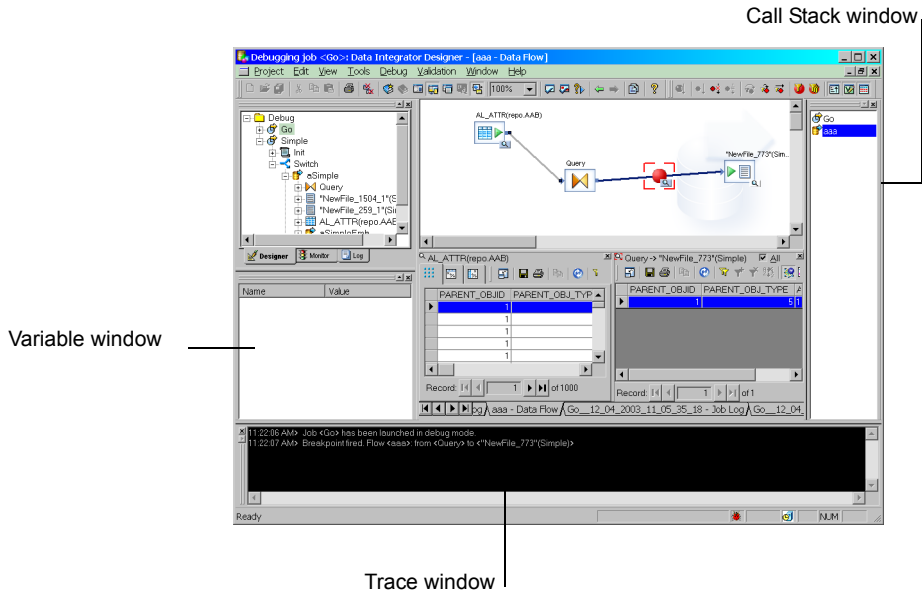 Call Stack window
Debugging job <Go>: Data Integrator Designer - [aaa - Data Flow]
Project Edit View Tools Debug Validation Window Help
100%
Debug
Go
Simple
Init
Switch
aSimple
Query
"NewFile_1504_1"(S
"NewFile_259_1"(Si
AL_ATTR(repo.AAE
aSimpleEmb
Designer Monitor Log
AL_ATTR(repo.AAB)
Query
"NewFile_773"(Sim...
Go
aaa
Name Value
Variable window
AL_ATTR(repo.AAB)
PARENT_OBJID PARENT_OBJ_TYP
1
1
1
1
1
Record: 1 of 1000
Query -> "NewFile_773"(Simple) All
PARENT_OBJID PARENT_OBJ_TYPE A
1 5 1
Record: 1 of 1
og aaa - Data Flow Go__12_04_2003_11_05_35_18 - Job Log Go__12_04_
11:22:06 AM> Job <Go> has been launched in debug mode.
11:22:07 AM> Breakpoint fired. Flow <aaa>: from <Query> to <"NewFile_773"(Simple)>
Ready NUM
Trace window